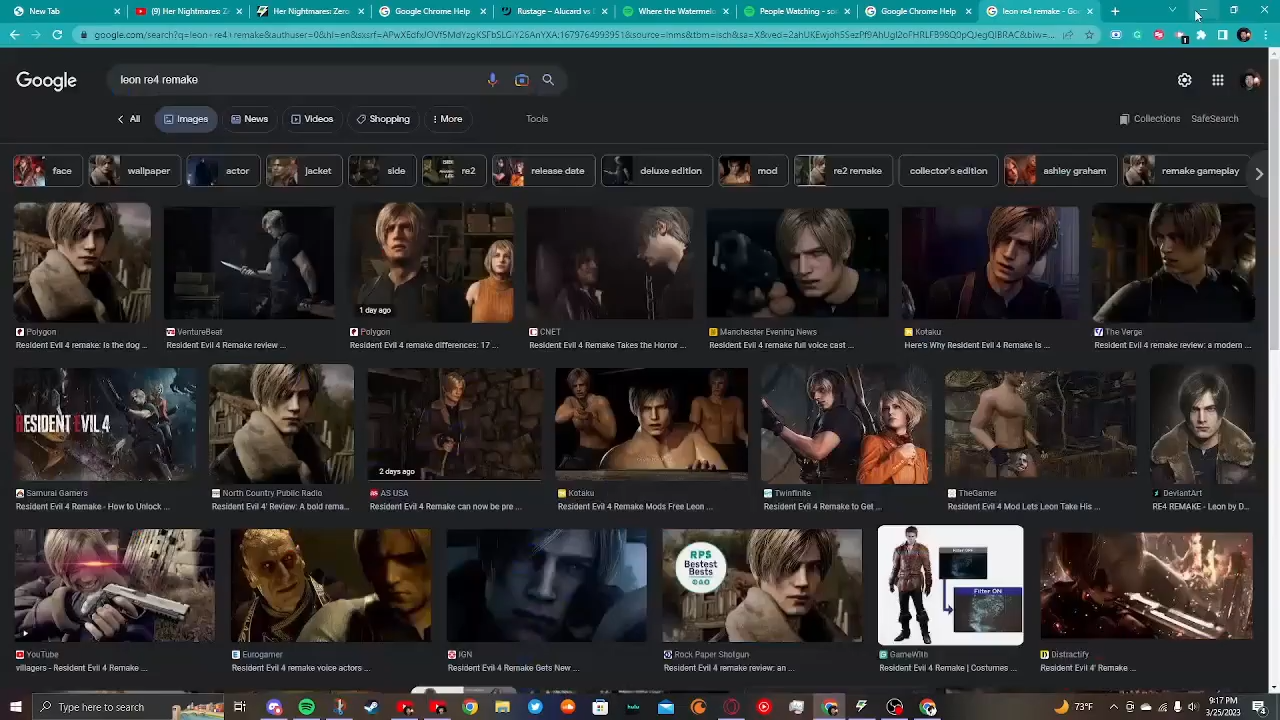 New Tab
(9) Her Nightmares: Z
Her Nightmares: Zero
Google Chrome Help
Rustage – Alucard vs
Where the Watermelo
People Watching - so
Google Chrome Help
leon re4 remake - Goo
Google
leon re4 remake
All
Images
News
Videos
Shopping
More
Tools
Collections
SafeSearch
face
wallpaper
actor
jack
side
re2
release date
deluxe edition
mod
re2 remake
collector's edition
ashley graham
remake gameplay
1 day ago
Polygon
VentureBeat
Polygon
CNET
Manchester Evening News
Kotaku
The Verge
Resident Evil 4 remake: Is the dog ...
Resident Evil 4 Remake review ...
Resident Evil 4 remake differences: 17 ...
Resident Evil 4 Remake Takes the Horror ...
Resident Evil 4 remake full voice cast ...
Here's Why Resident Evil 4 Remake Is ...
Resident Evil 4 remake review: a modern ...
RESIDENT EVIL 4
2 days ago
Samurai Gamers
North Country Public Radio
AS USA
Kotaku
Twinfinite
TheGamer
DeviantArt
Resident Evil 4 Remake - How to Unlock ...
Resident Evil 4' Review: A bold rema...
Resident Evil 4 Remake can now be pre ...
Resident Evil 4 Remake Mods Free Leon ...
Resident Evil 4 Remake to Get ...
Resident Evil 4 Mod Lets Leon Take His ...
RE4 REMAKE - Leon by D...
RPS
Bestest
Bests
Filter OFF
Filter ON
YouTube
Eurogamer
IGN
Rock Paper Shotgun
GameWith
Distractify
villagers - Resident Evil 4 Remake ...
Resident Evil 4 remake voice actors ...
Resident Evil 4 Remake Gets New ...
Resident Evil 4 remake review: an ...
Resident Evil 4 Remake | Costumes ...
Resident Evil 4' Remake ...
Type here to search
hulu
73°F
9:17 PM
3/25/2023